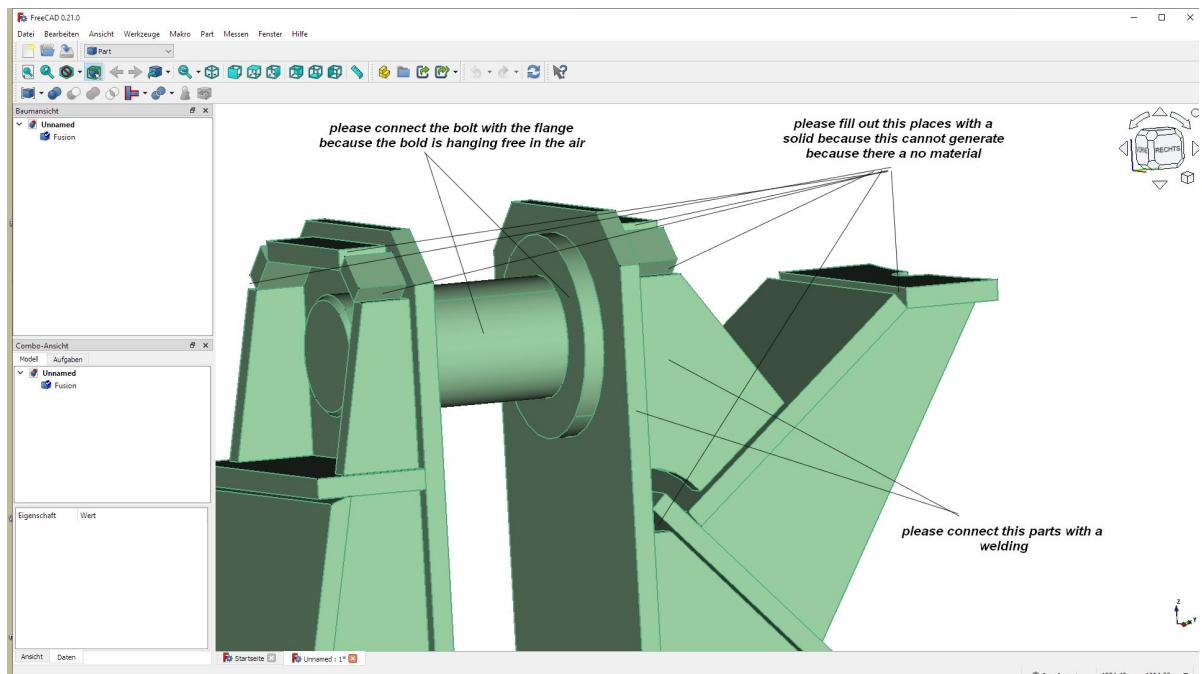 FreeCAD 0.21.0
Datei Bearbeiten Ansicht Werkzeuge Makro Part Messen Fenster Hilfe
Part
Baumansicht
Unnamed
Fusion
Combo-Ansicht
Modell Aufgaben
Unnamed
Fusion
Eigenschaft Wert
Ansicht Daten
please connect the bolt with the flange
because the bold is hanging free in the air
please fill out this places with a
solid because this cannot generate
because there a no material
RECHTS
please connect this parts with a
welding
Z
Y
Startseite
Unnamed : 1*